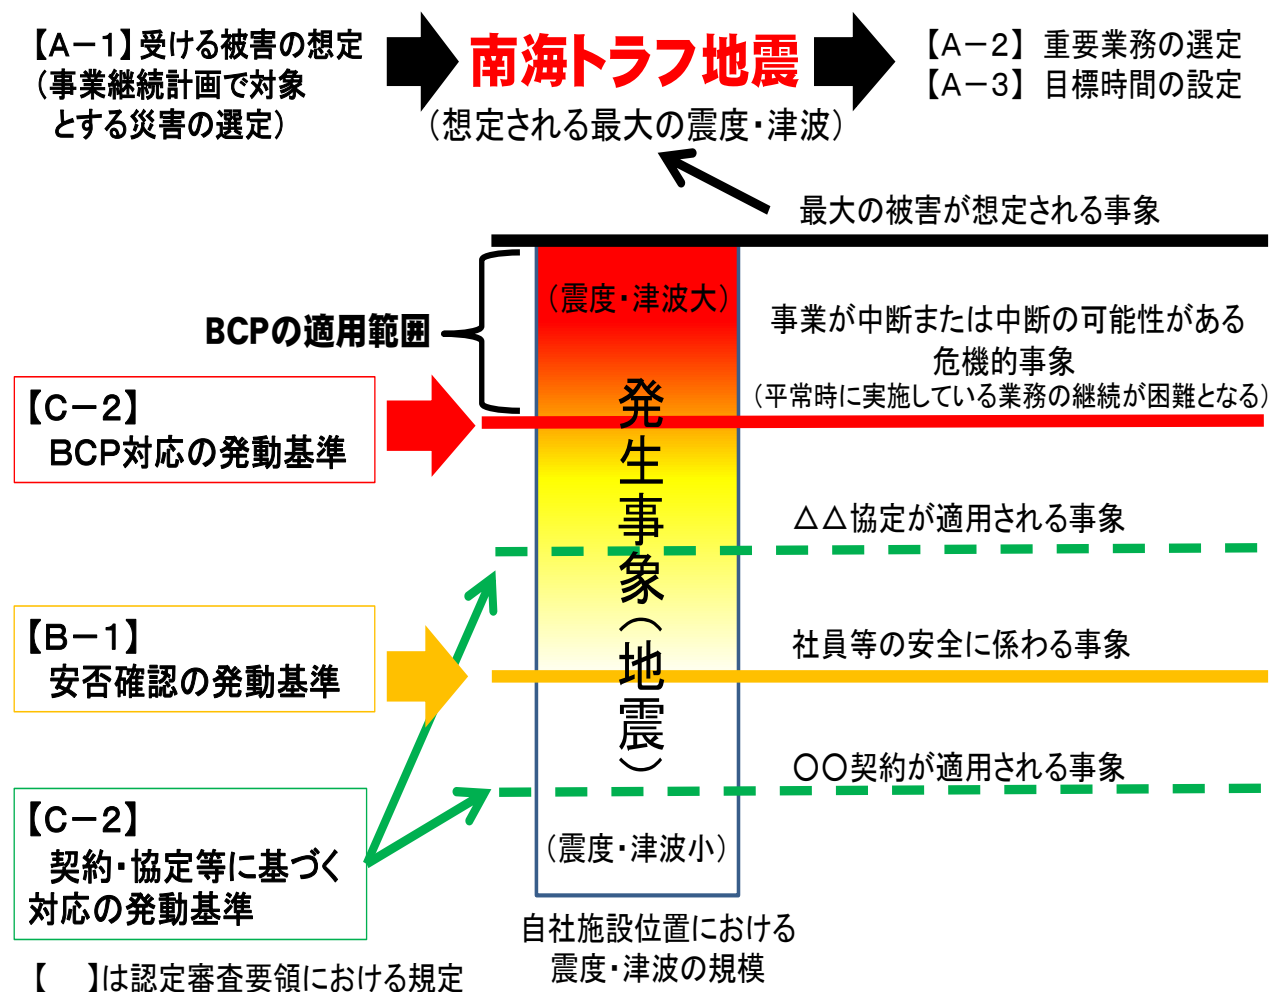 【A－1】受ける被害の想定
（事業継続計画で対象
とする災害の選定）
南海トラフ地震
（想定される最大の震度・津波）
【A－2】 重要業務の選定
【A－3】 目標時間の設定
最大の被害が想定される事象
（震度・津波大）
BCPの適用範囲
事業が中断または中断の可能性がある
危機的事象
（平常時に実施している業務の継続が困難となる）
【C－2】
BCP対応の発動基準
発生事象（地震）
△△協定が適用される事象
【B－1】
安否確認の発動基準
社員等の安全に係わる事象
○○契約が適用される事象
【C－2】
契約・協定等に基づく
対応の発動基準
（震度・津波小）
自社施設位置における
震度・津波の規模
【　】は認定審査要領における規定